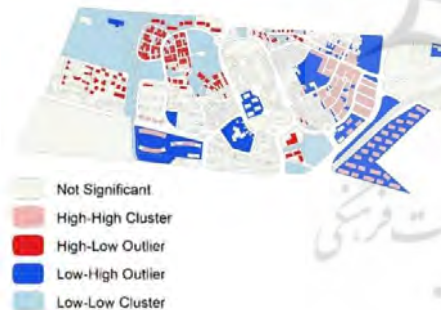 Not Significant
High-High Cluster
High-Low Outlier
Low-High Outlier
Low-Low Cluster